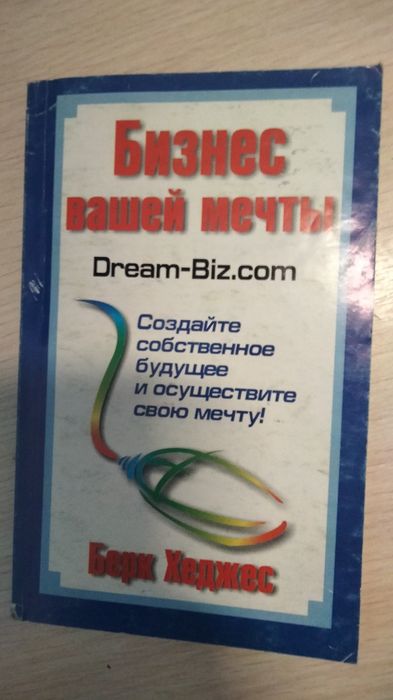 Бизнес
вашей мечты
Dream-Biz.com
Создайте
собственное
будущее
и осуществите
свою мечту!
Берк Хеджес